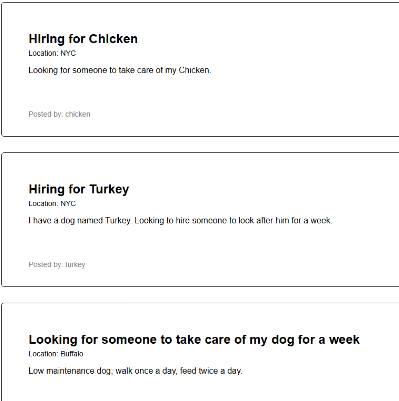 Hiring for Chicken
Location: NYC
Looking for someone to take care of my Chicken.
Posted by: chicken
Hiring for Turkey
Location: NYC
I have a dog named Turkey. Looking to hire someone to look after him for a week.
Posted by: turkey
Looking for someone to take care of my dog for a week
Location: Buffalo
Low maintenance dog; walk once a day, feed twice a day.